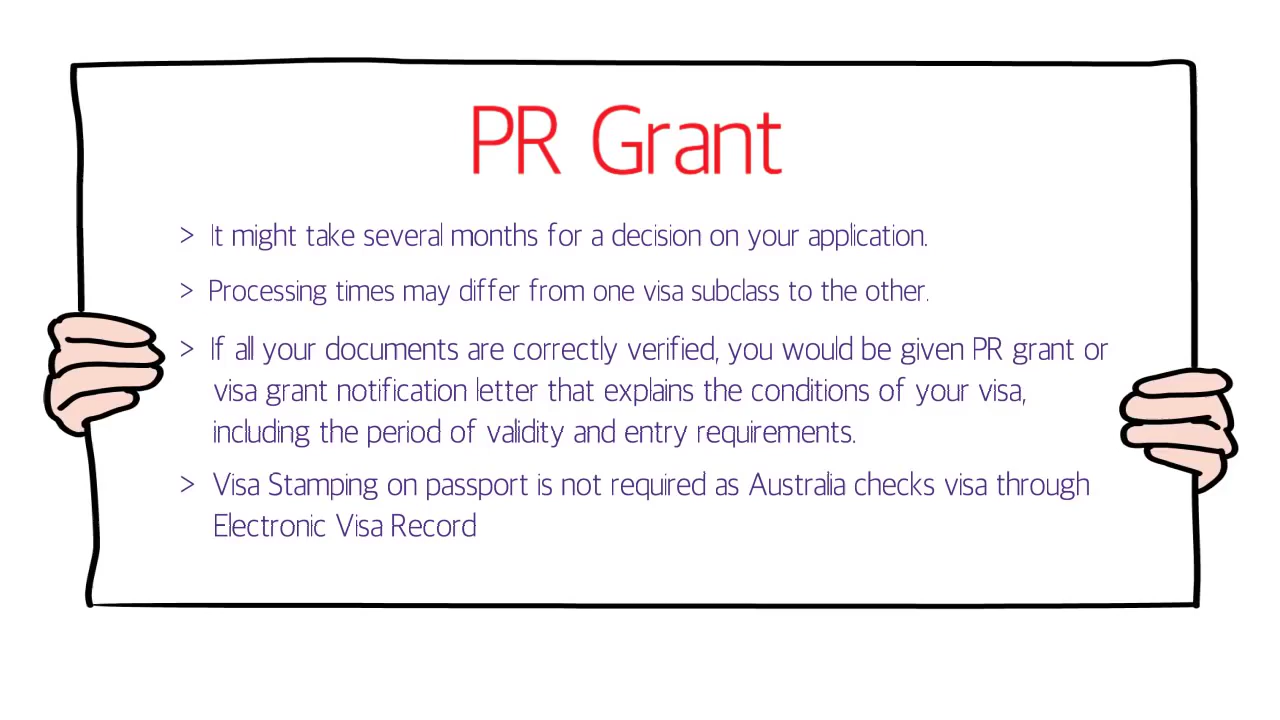 PR Grant
> It might take several months for a decision on your application.
> Processing times may differ from one visa subclass to the other.
> If all your documents are correctly verified, you would be given PR grant or
visa grant notification letter that explains the conditions of your visa,
including the period of validity and entry requirements.
> Visa Stamping on passport is not required as Australia checks visa through
Electronic Visa Record